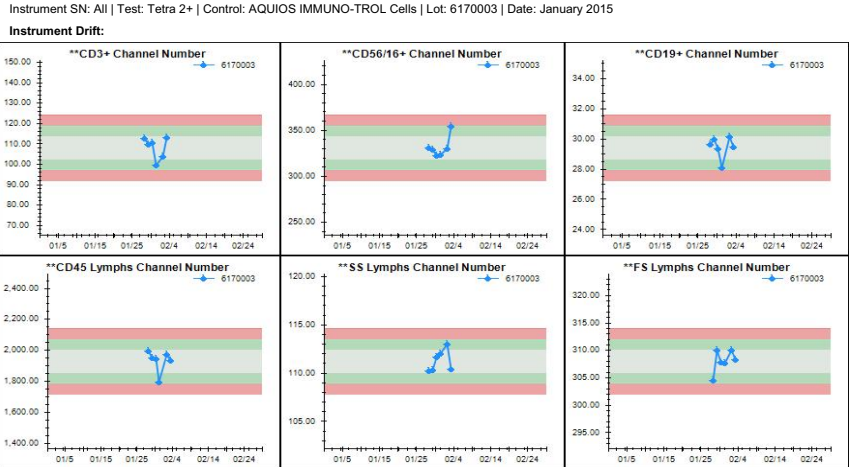 Instrument SN: All | Test: Tetra 2+ | Control: AQUIOS IMMUNO-TROL Cells | Lot: 6170003 | Date: January 2015
Instrument Drift:
**CD3+ Channel Number
6170003
150.00
140.00
130.00
120.00
110.00
100.00
90.00
80.00
70.00
01/5 01/15 01/25 02/4 02/14 02/24
**CD56/16+ Channel Number
6170003
400.00
350.00
300.00
250.00
01/5 01/15 01/25 02/4 02/14 02/24
**CD19+ Channel Number
6170003
34.00
32.00
30.00
28.00
26.00
24.00
01/5 01/15 01/25 02/4 02/14 02/24
**CD45 Lymphs Channel Number
6170003
2,400.00
2,200.00
2,000.00
1,800.00
1,600.00
1,400.00
01/5 01/15 01/25 02/4 02/14 02/24
**SS Lymphs Channel Number
6170003
120.00
115.00
110.00
105.00
01/5 01/15 01/25 02/4 02/14 02/24
**FS Lymphs Channel Number
6170003
320.00
315.00
310.00
305.00
300.00
295.00
01/5 01/15 01/25 02/4 02/14 02/24